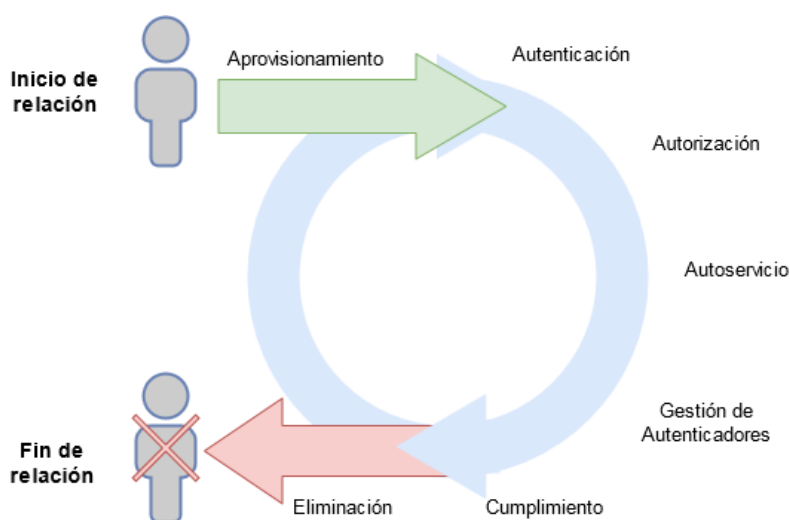 Aprovisionamiento
Autenticación
Inicio de
relación
Autorización
Autoservicio
Gestión de
Autenticadores
Fin de
relación
Eliminación
Cumplimiento